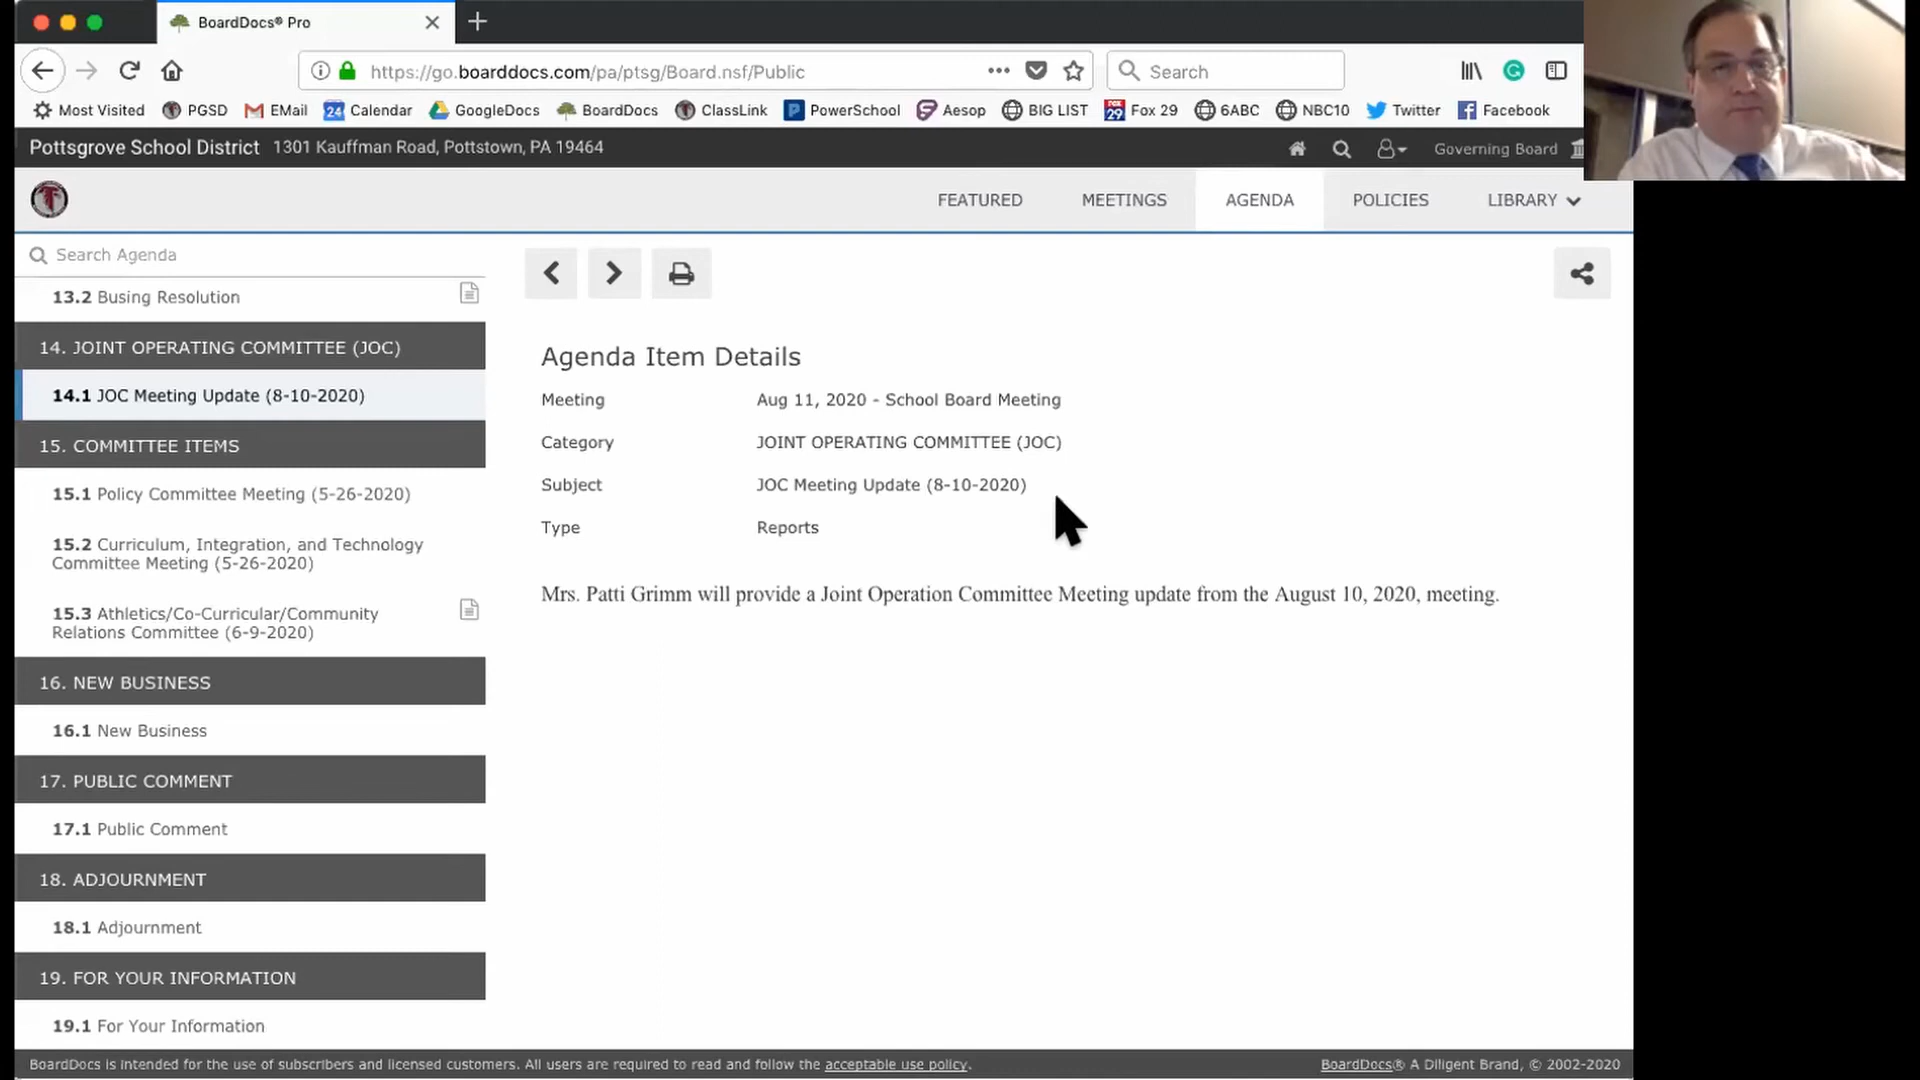 BoardDocs® Pro
https://go.boarddocs.com/pa/ptsg/Board.nsf/Public
Search
Most Visited PGSD EMail 24 Calendar GoogleDocs BoardDocs ClassLink PowerSchool Aesop BIG LIST FOX 29 Fox 29 6ABC NBC10 Twitter Facebook
Pottsgrove School District 1301 Kauffman Road, Pottstown, PA 19464
Governing Board
FEATURED MEETINGS AGENDA POLICIES LIBRARY
Search Agenda
13.2 Busing Resolution
14. JOINT OPERATING COMMITTEE (JOC)
14.1 JOC Meeting Update (8-10-2020)
15. COMMITTEE ITEMS
15.1 Policy Committee Meeting (5-26-2020)
15.2 Curriculum, Integration, and Technology
Committee Meeting (5-26-2020)
15.3 Athletics/Co-Curricular/Community
Relations Committee (6-9-2020)
16. NEW BUSINESS
16.1 New Business
17. PUBLIC COMMENT
17.1 Public Comment
18. ADJOURNMENT
18.1 Adjournment
19. FOR YOUR INFORMATION
19.1 For Your Information
Agenda Item Details
Meeting Aug 11, 2020 - School Board Meeting
Category JOINT OPERATING COMMITTEE (JOC)
Subject JOC Meeting Update (8-10-2020)
Type Reports
Mrs. Patti Grimm will provide a Joint Operation Committee Meeting update from the August 10, 2020, meeting.
BoardDocs is intended for the use of subscribers and licensed customers. All users are required to read and follow the acceptable use policy.
BoardDocs® A Diligent Brand, © 2002-2020